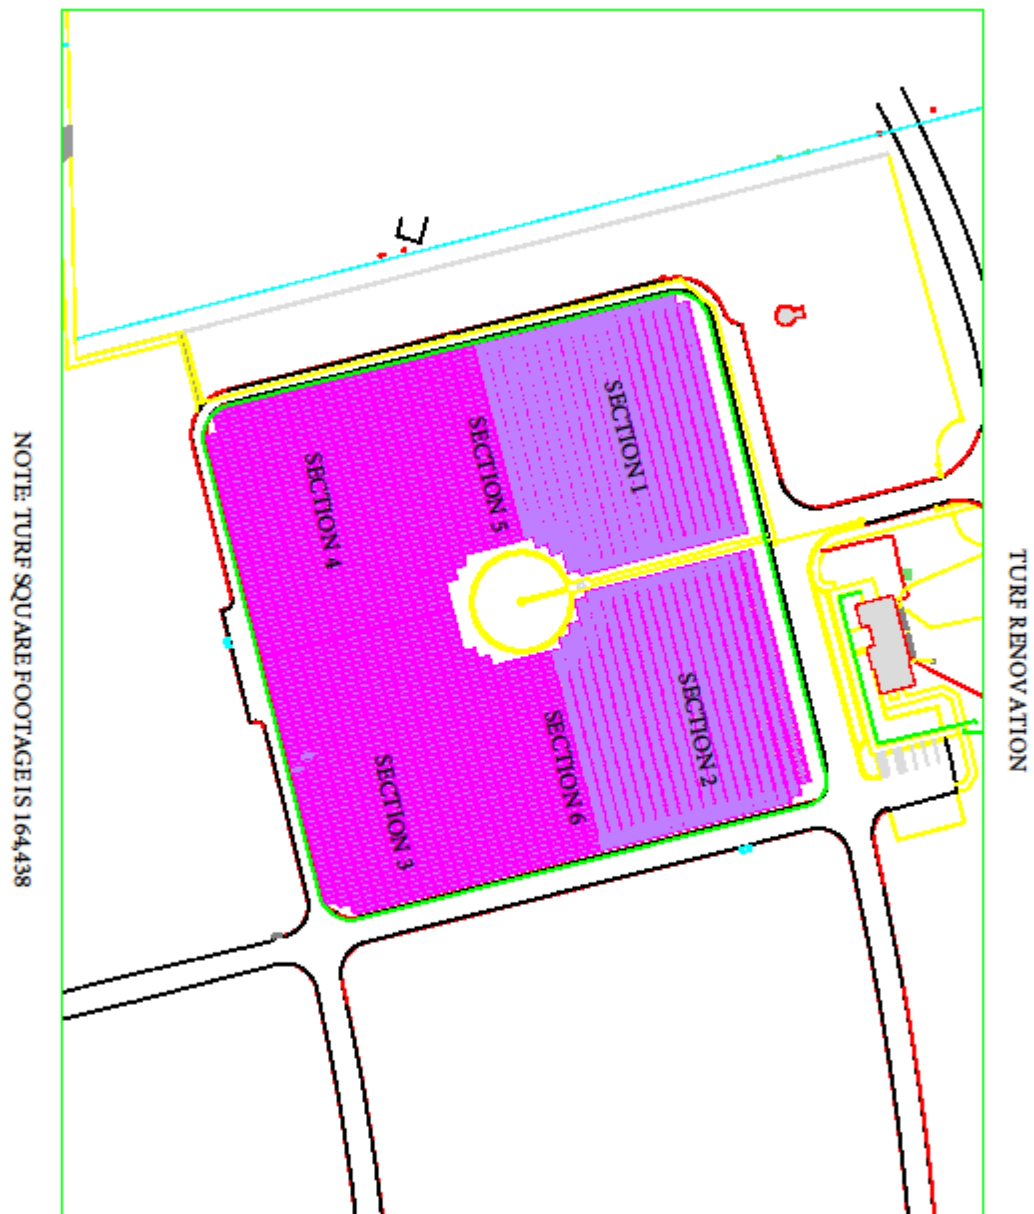 TURF RENOVATION
SECTION 1
SECTION 2
SECTION 5
SECTION 6
SECTION 4
SECTION 3
NOTE: TURF SQUARE FOOTAGE IS 164,438